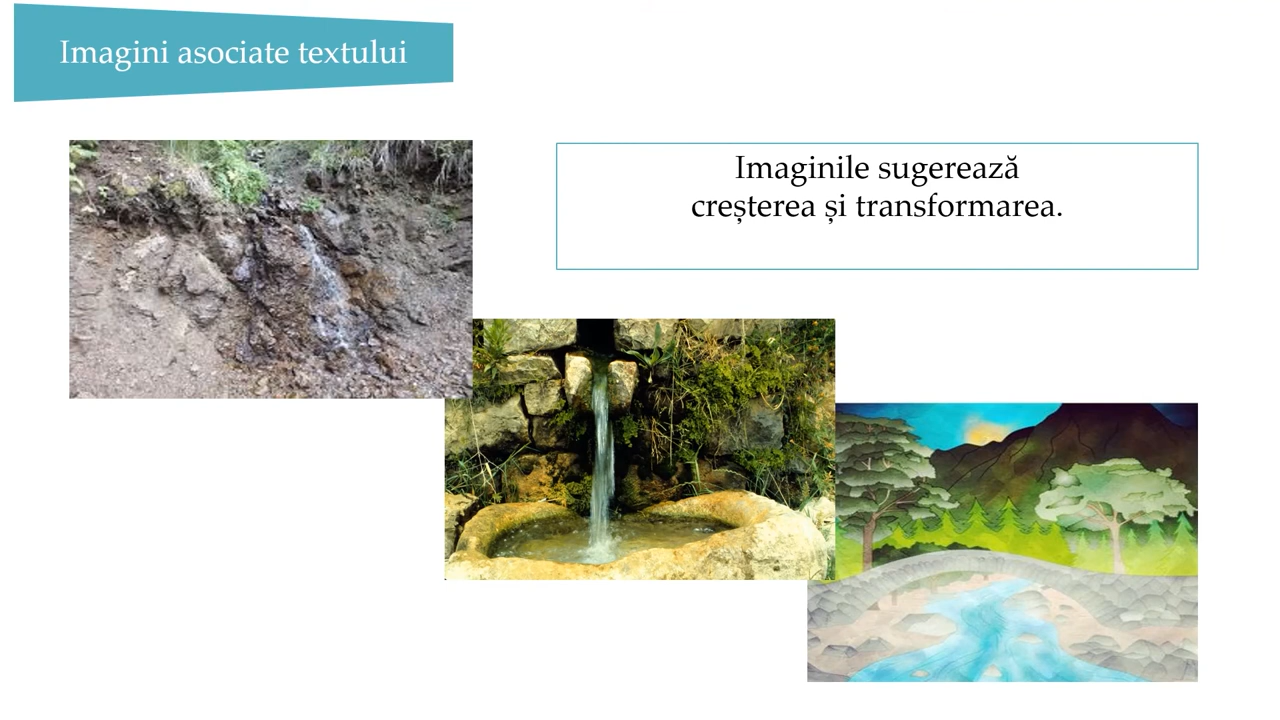 Imagini asociate textului
Imaginile sugerează
creșterea și transformarea.